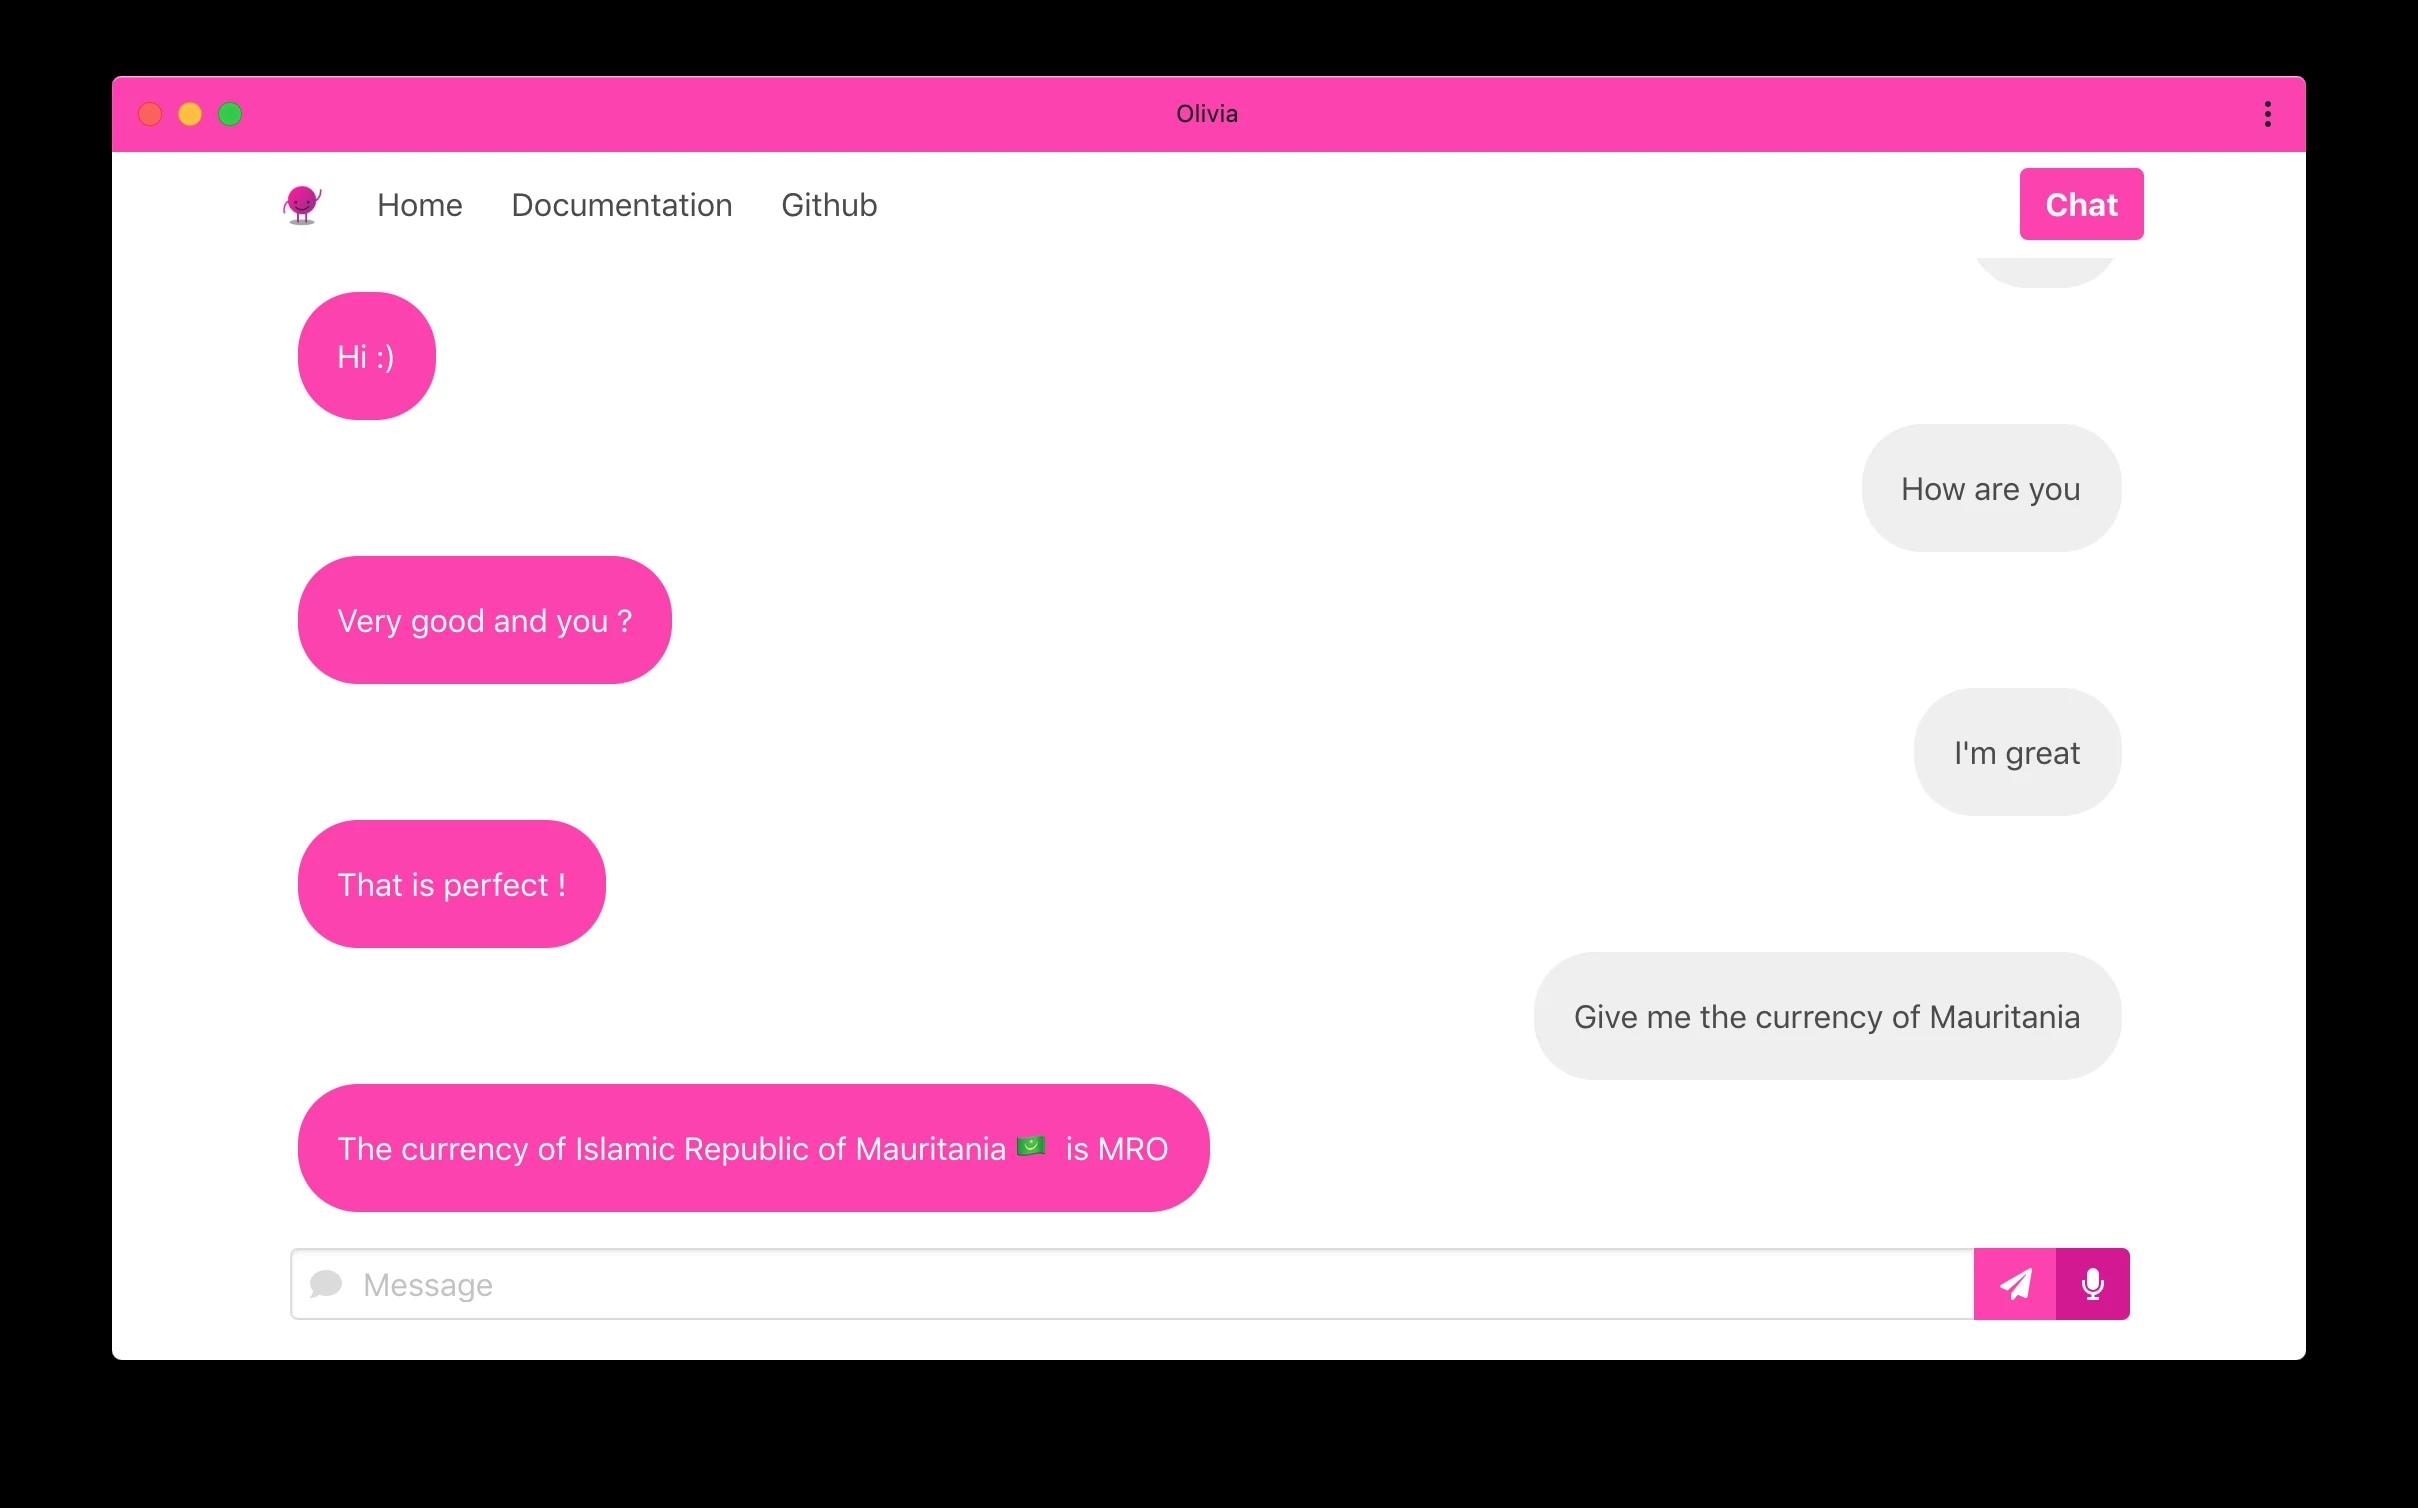 Olivia
Home Documentation Github Chat
Hi :)
How are you
Very good and you ?
I'm great
That is perfect !
Give me the currency of Mauritania
The currency of Islamic Republic of Mauritania 🇲🇷 is MRO
Message